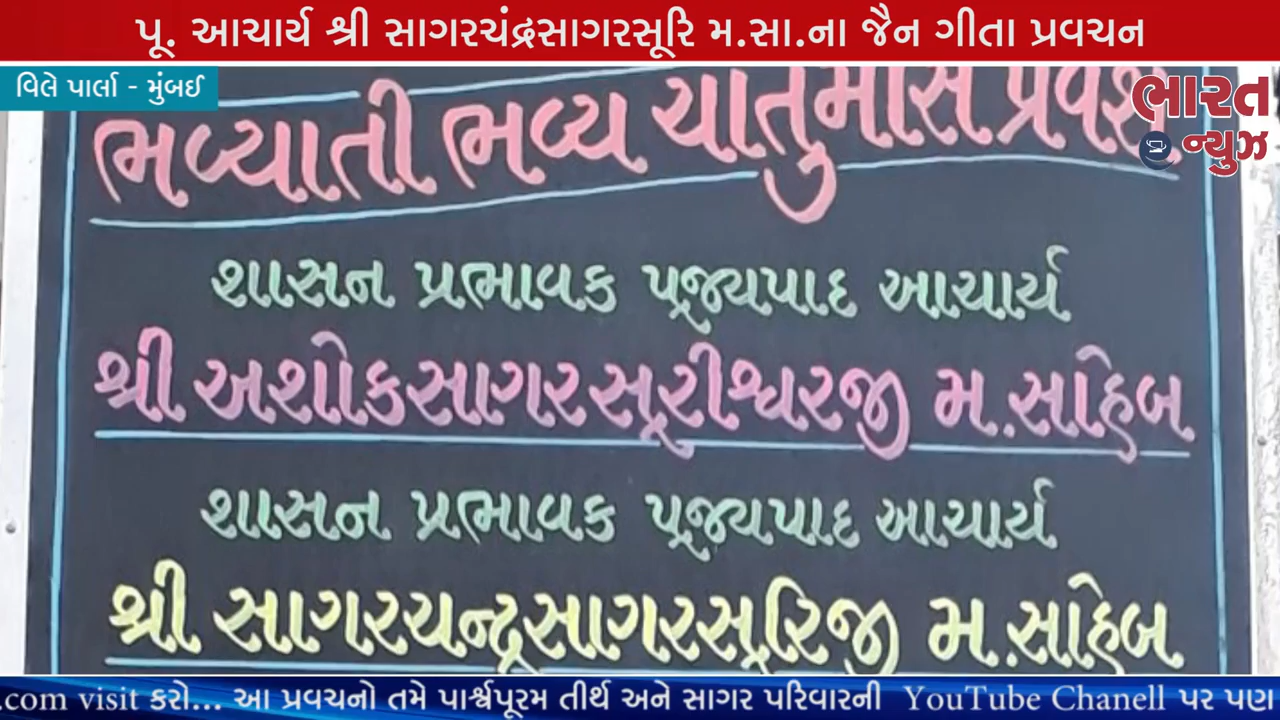 પૂ. આચાર્ય શ્રી સાગરચંદ્રસાગરસૂરિ મ.સા.ના જૈન ગીતા પ્રવચન
વિલે પાર્લા - મુંબઈ
ભારત
ન્યુઝ
ભવ્યાતી ભવ્ય ચાતુર્માસ પ્રવેશ
શાસન પ્રભાવક પૂજ્યપાદ આચાર્ય
શ્રી અશોકસાગરસૂરીશ્વરજી મ.સાહેબ
શાસન પ્રભાવક પૂજ્યપાદ આચાર્ય
શ્રી સાગરચન્દ્રસાગરસૂરિજી મ.સાહેબ
.com visit કરો... આ પ્રવચનો તમે પાર્શ્વપૂરમ તીર્થ અને સાગર પરિવારની YouTube Chanell પર પણ